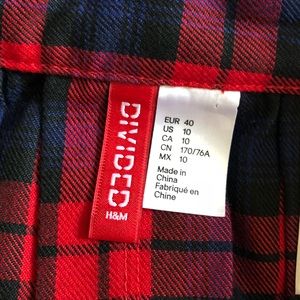 DIVIDED
H&M
EUR 40
US 10
CA 10
CN 170/76A
MX 10
Made in
China
Fabriqué en
Chine